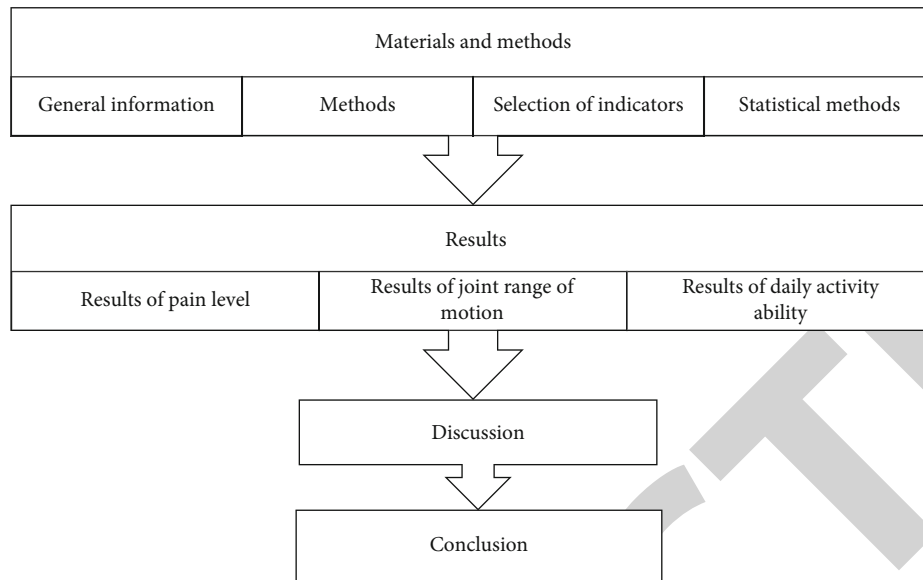 Materials and methods
General information
Methods
Selection of indicators
Statistical methods
Results
Results of pain level
Results of joint range of
motion
Results of daily activity
ability
Discussion
Conclusion